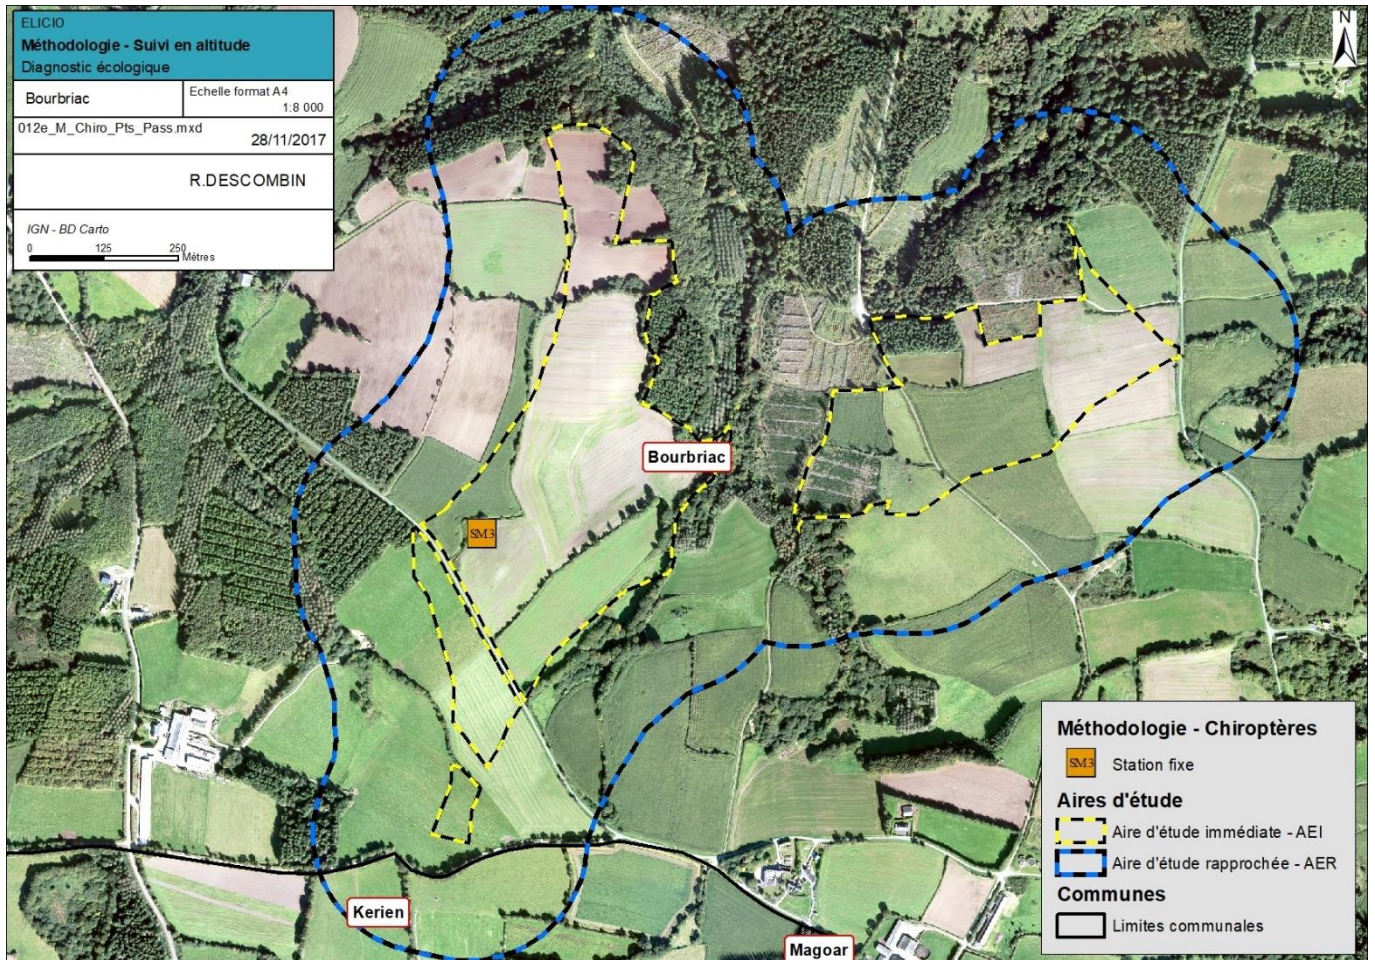 ELICIO
Méthodologie - Suivi en altitude
Diagnostic écologique
Bourbriac
Echelle format A4
1:8 000
012e_M_Chiro_Pts_Pass.mxd
28/11/2017
R.DESCOMBIN
IGN - BD Carto
0 125 250
Mètres
N
Bourbriac
SM3
Kerien
Magoar
Méthodologie - Chiroptères
SM3 Station fixe
Aires d'étude
Aire d'étude immédiate - AEI
Aire d'étude rapprochée - AER
Communes
Limites communales